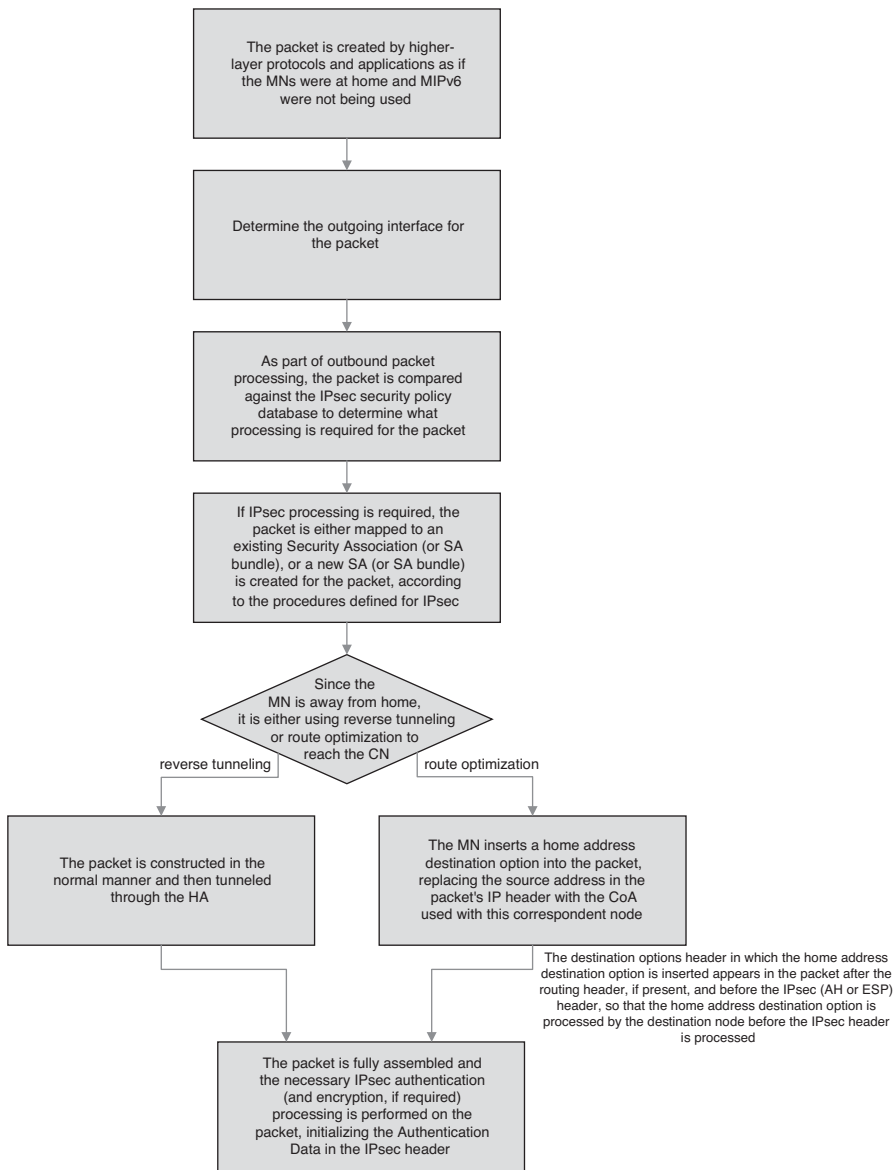 The packet is created by higher-
layer protocols and applications as if
the MNs were at home and MIPv6
were not being used
Determine the outgoing interface for
the packet
As part of outbound packet
processing, the packet is compared
against the IPsec security policy
database to determine what
processing is required for the packet
If IPsec processing is required, the
packet is either mapped to an
existing Security Association (or SA
bundle), or a new SA (or SA bundle)
is created for the packet, according
to the procedures defined for IPsec
Since the
MN is away from home,
it is either using reverse tunneling
or route optimization to
reach the CN
reverse tunneling
route optimization
The packet is constructed in the
normal manner and then tunneled
through the HA
The MN inserts a home address
destination option into the packet,
replacing the source address in the
packet's IP header with the CoA
used with this correspondent node
The destination options header in which the home address
destination option is inserted appears in the packet after the
routing header, if present, and before the IPsec (AH or ESP)
header, so that the home address destination option is
processed by the destination node before the IPsec header
is processed
The packet is fully assembled and
the necessary IPsec authentication
(and encryption, if required)
processing is performed on the
packet, initializing the Authentication
Data in the IPsec header